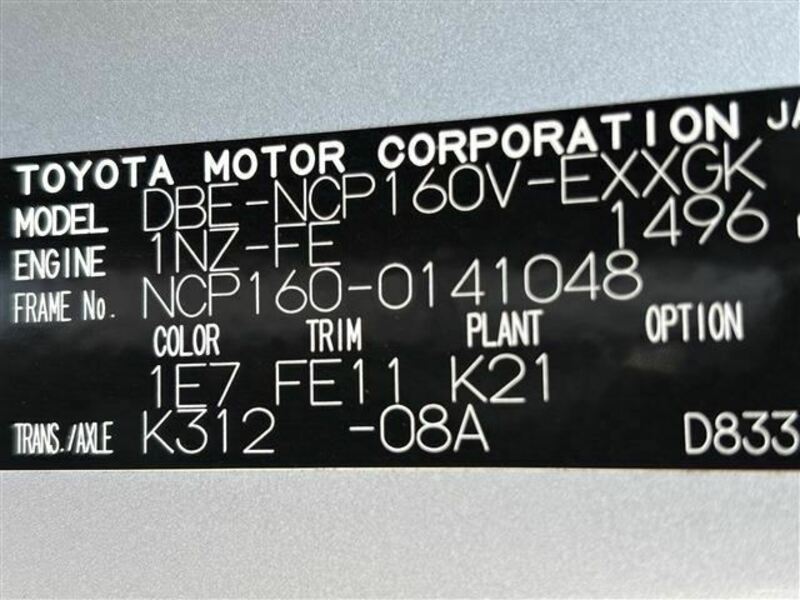 TOYOTA MOTOR CORPORATION JA
MODEL DBE-NCP160V-EXXGK
ENGINE 1NZ-FE 1496
FRAME No. NCP160-0141048
COLOR TRIM PLANT OPTION
1E7 FE11 K21
TRANS./AXLE K312 -08A D833